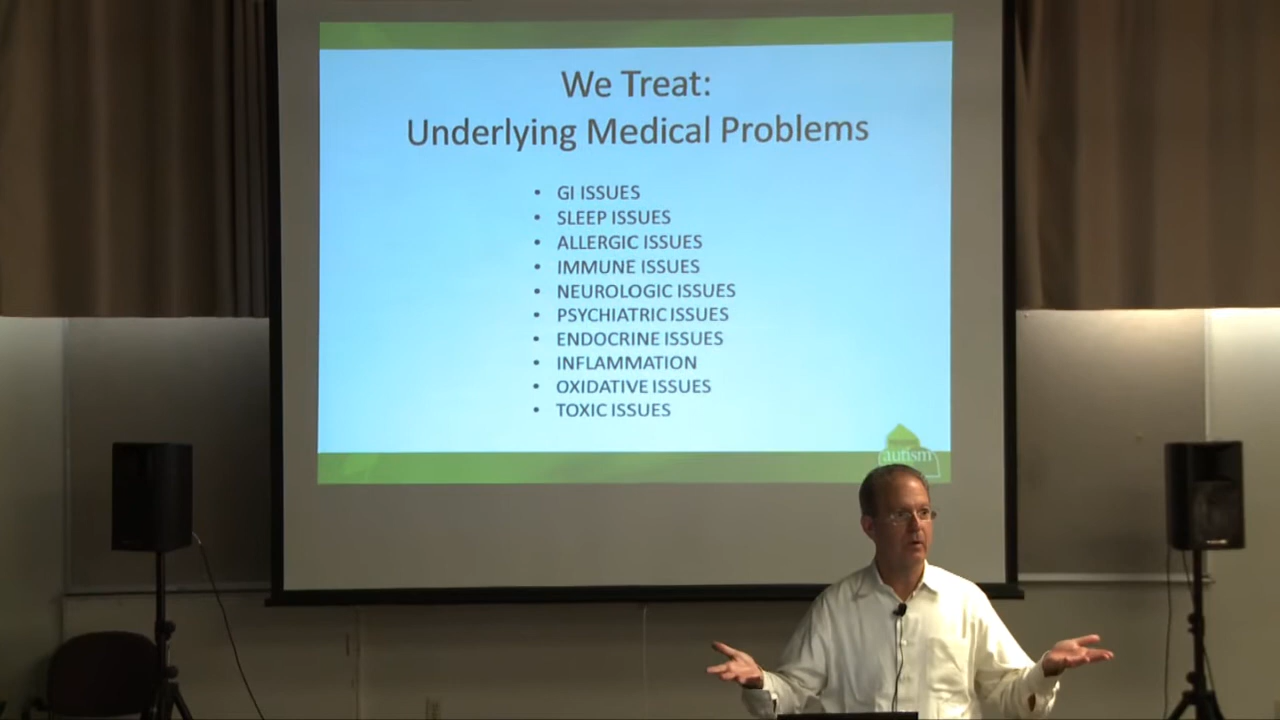 We Treat:
Underlying Medical Problems
• GI ISSUES
• SLEEP ISSUES
• ALLERGIC ISSUES
• IMMUNE ISSUES
• NEUROLOGIC ISSUES
• PSYCHIATRIC ISSUES
• ENDOCRINE ISSUES
• INFLAMMATION
• OXIDATIVE ISSUES
• TOXIC ISSUES
autism